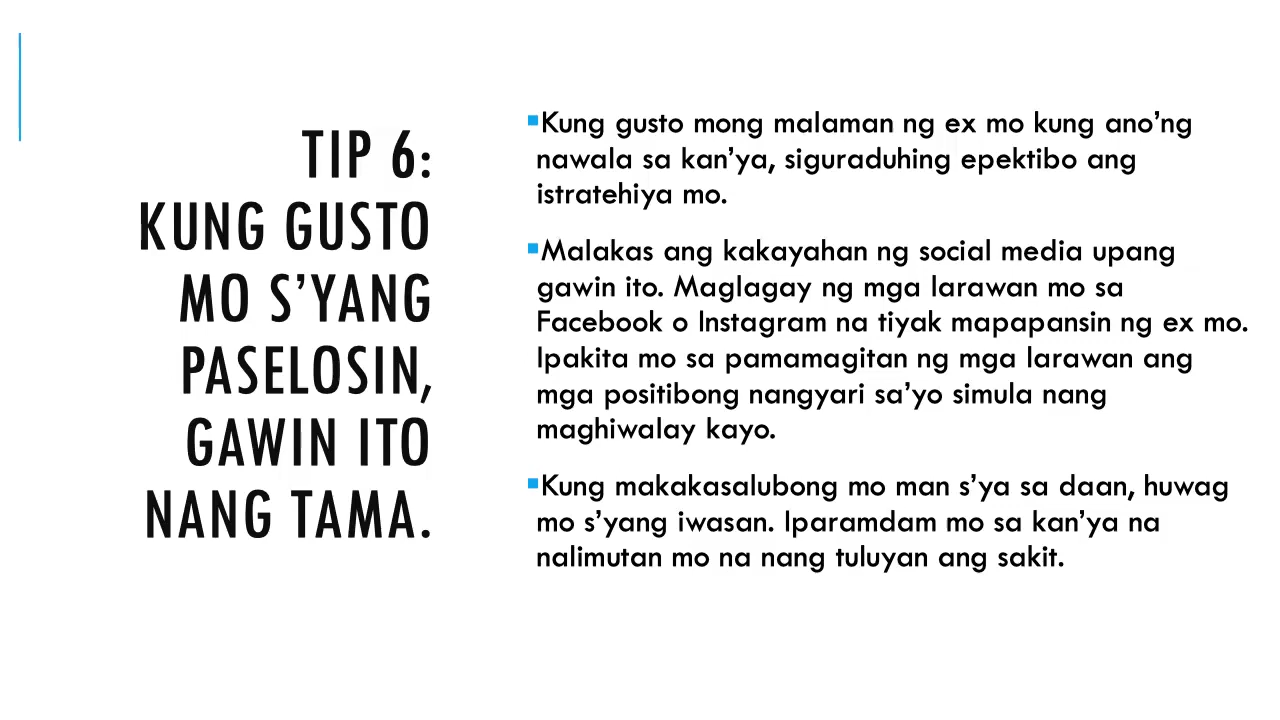 TIP 6:
KUNG GUSTO
MO S’YANG
PASELOSIN,
GAWIN ITO
NANG TAMA.
▪Kung gusto mong malaman ng ex mo kung ano’ng
nawala sa kan’ya, siguraduhing epektibo ang
istratehiya mo.
▪Malakas ang kakayahan ng social media upang
gawin ito. Maglagay ng mga larawan mo sa
Facebook o Instagram na tiyak mapapansin ng ex mo.
Ipakita mo sa pamamagitan ng mga larawan ang
mga positibong nangyari sa’yo simula nang
maghiwalay kayo.
▪Kung makakasalubong mo man s’ya sa daan, huwag
mo s’yang iwasan. Iparamdam mo sa kan’ya na
nalimutan mo na nang tuluyan ang sakit.